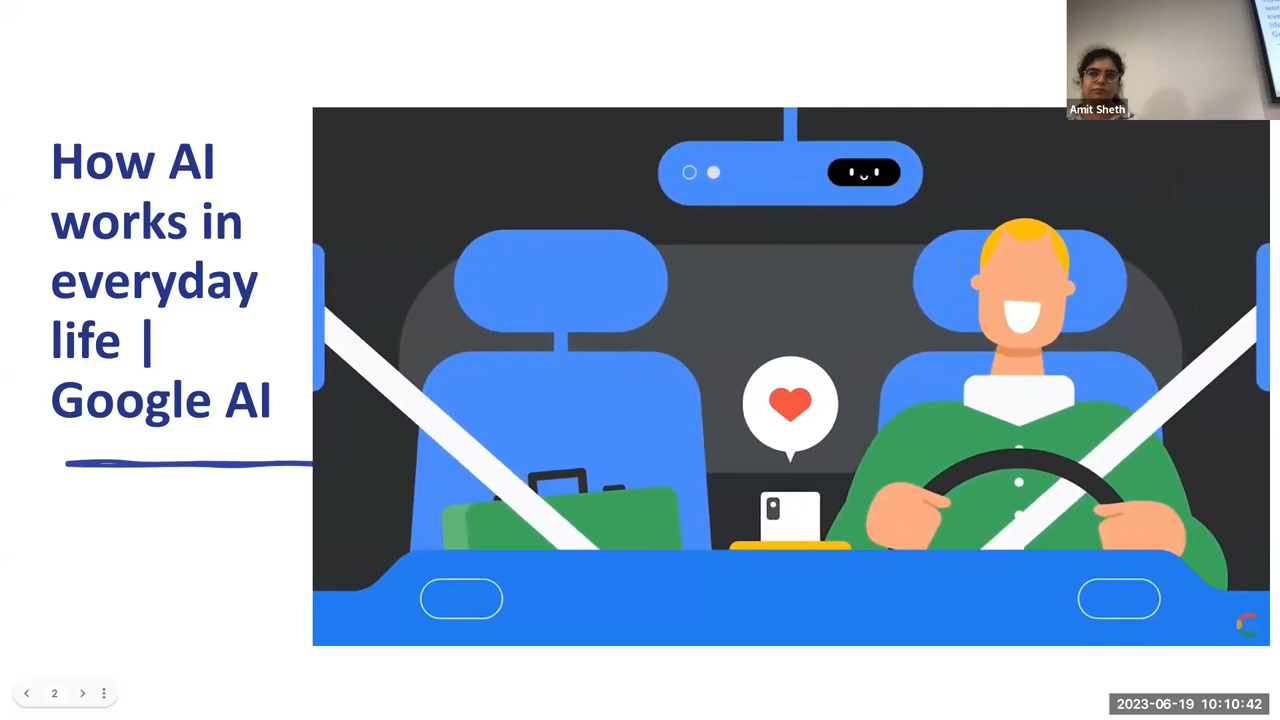 How AI
works in
everyday
life |
Google AI
Amit Sheth
2
2023-06-19 10:10:42